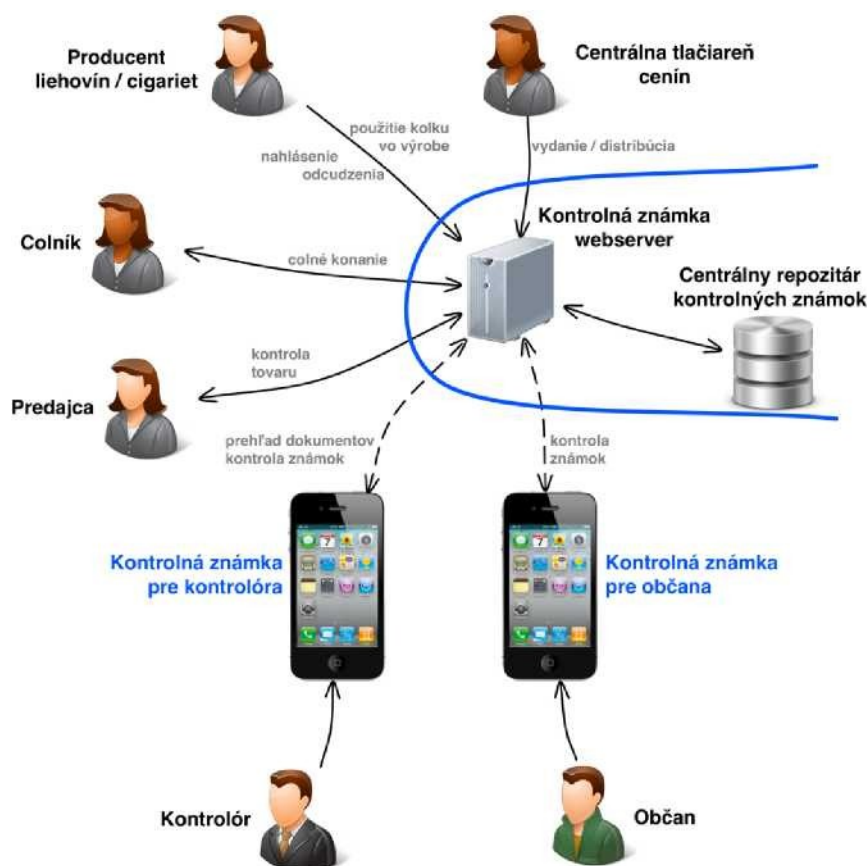 Producent
liehovín / cigariet
Centrálna tlačiareň
cenín
použitie kolku
vo výrobe
nahlásenie
odcudzenia
vydanie / distribúcia
Colník
colné konanie
Kontrolná známka
webserver
Centrálny repozitár
kontrolných známok
kontrola
tovaru
Predajca
prehľad dokumentov
kontrola známok
kontrola
známok
Kontrolná známka
pre kontrolóra
Kontrolná známka
pre občana
Kontrolór
Občan